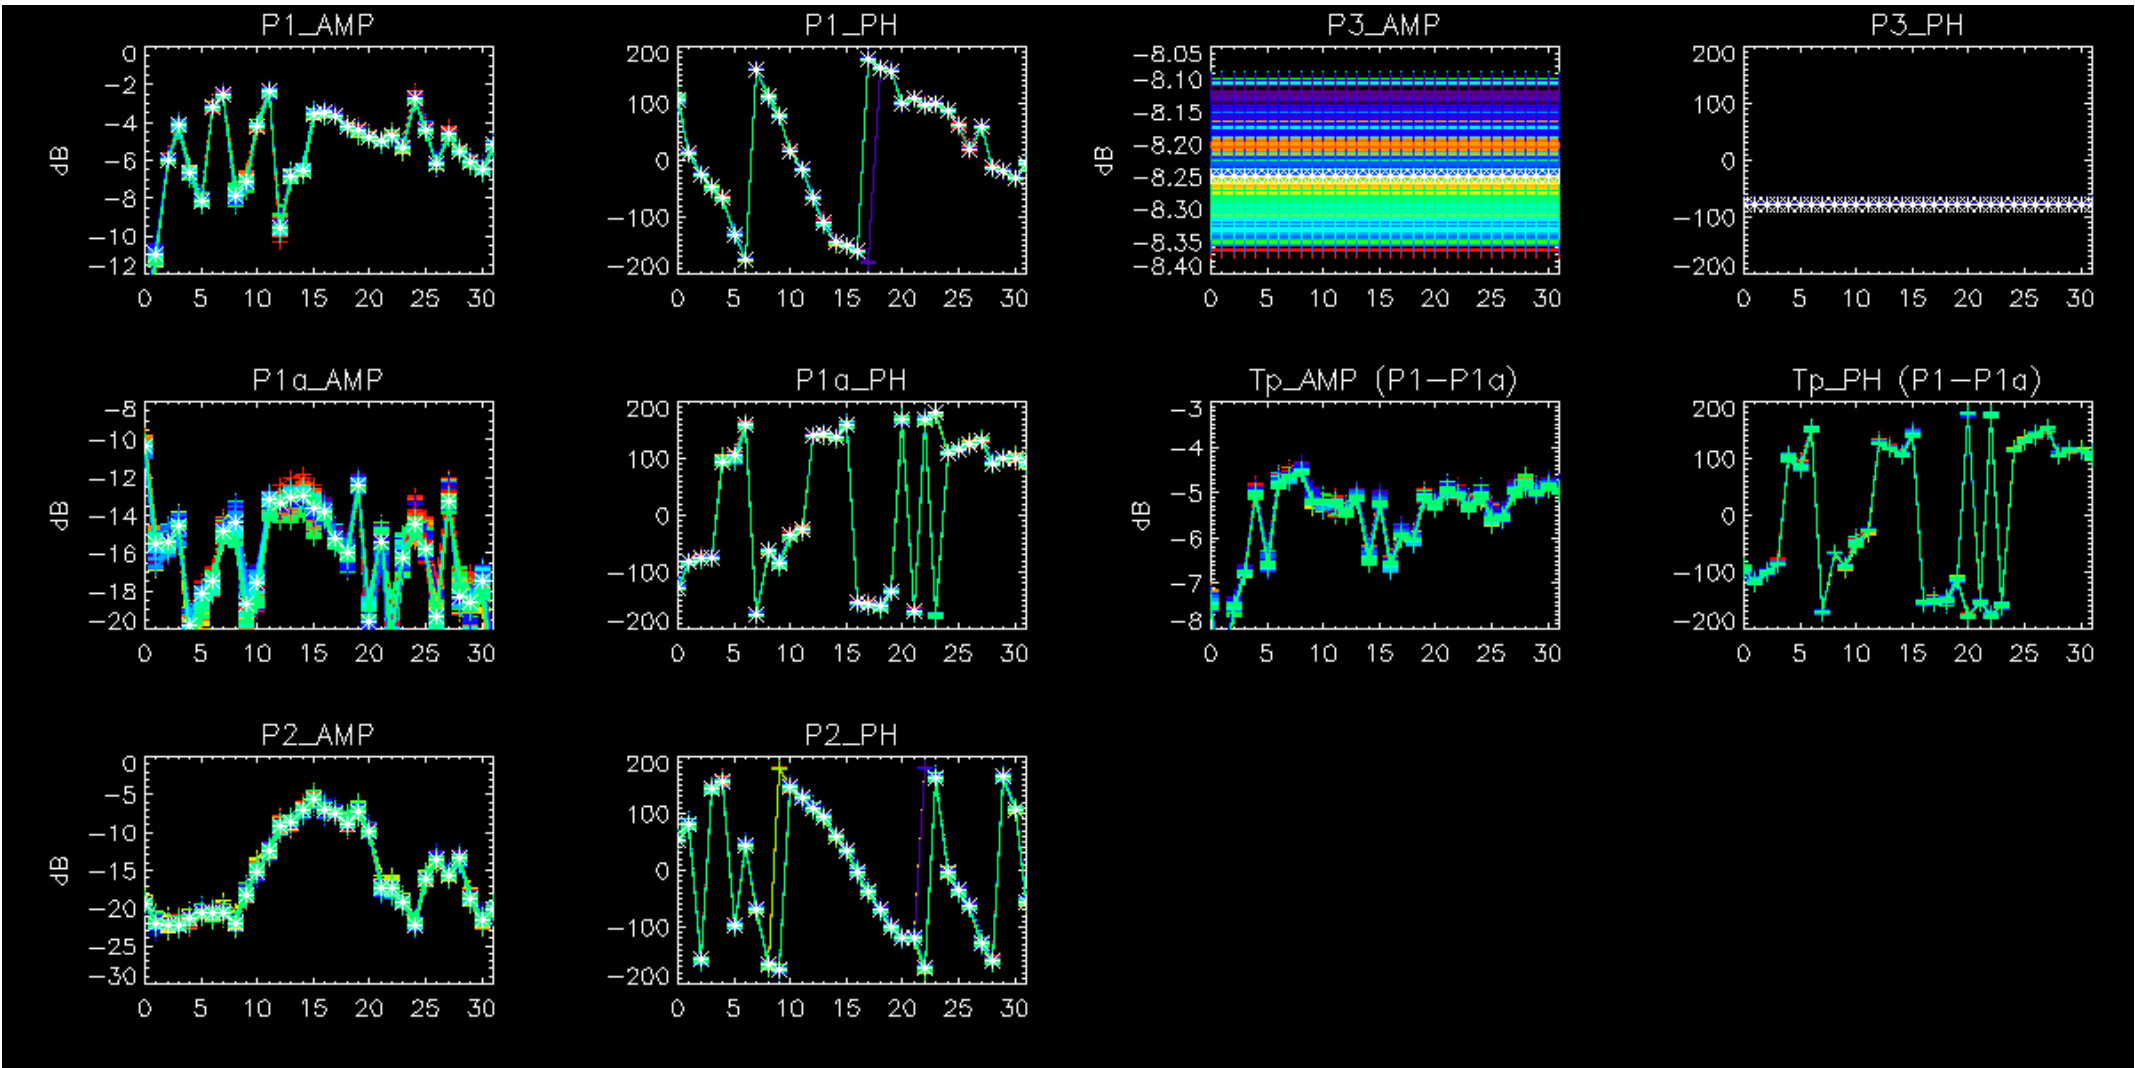 P1_AMP
dB
0
−2
−4
−6
−8
−10
−12
0 5 10 15 20 25 30
P1_PH
200
100
0
−100
−200
0 5 10 15 20 25 30
P3_AMP
dB
−8.05
−8.10
−8.15
−8.20
−8.25
−8.30
−8.35
−8.40
0 5 10 15 20 25 30
P3_PH
200
100
0
−100
−200
0 5 10 15 20 25 30
P1a_AMP
dB
−8
−10
−12
−14
−16
−18
−20
0 5 10 15 20 25 30
P1a_PH
200
100
0
−100
−200
0 5 10 15 20 25 30
Tp_AMP (P1−P1a)
dB
−3
−4
−5
−6
−7
−8
0 5 10 15 20 25 30
Tp_PH (P1−P1a)
200
100
0
−100
−200
0 5 10 15 20 25 30
P2_AMP
dB
0
−5
−10
−15
−20
−25
−30
0 5 10 15 20 25 30
P2_PH
200
100
0
−100
−200
0 5 10 15 20 25 30